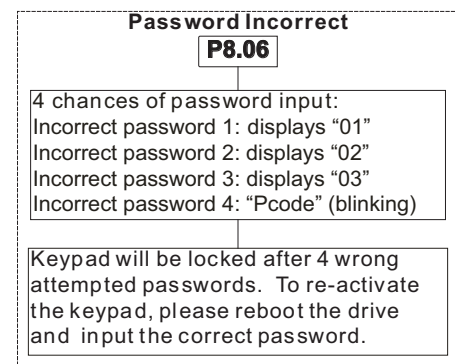 Password Incorrect
P8.06
4 chances of password input:
Incorrect password 1: displays “01”
Incorrect password 2: displays “02”
Incorrect password 3: displays “03”
Incorrect password 4: “Pcode” (blinking)
Keypad will be locked after 4 wrong
attempted passwords. To re-activate
the keypad, please reboot the drive
and input the correct password.